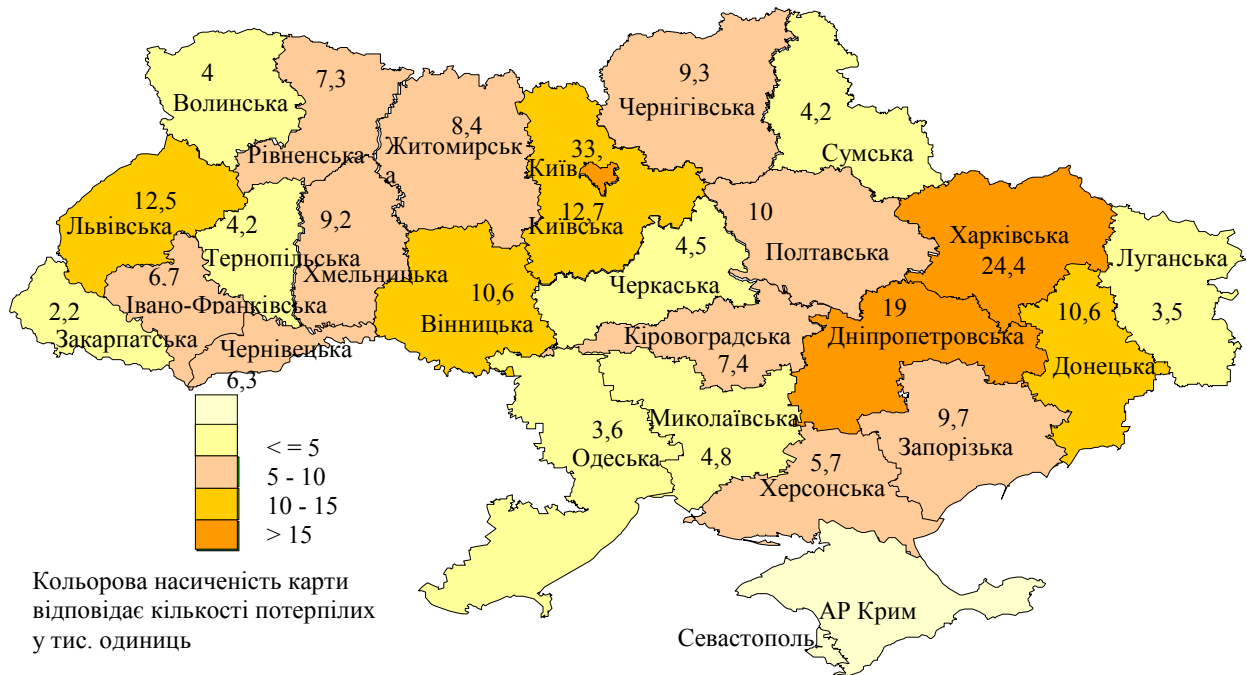 4
Волинська
7,3
Рівненська
8,4
Житомирськ
а
33,
Київ
12,7
Київська
9,3
Чернігівська
4,2
Сумська
12,5
Львівська
4,2
Тернопільська
9,2
Хмельницька
10
Полтавська
Харківська
24,4
Луганська
3,5
4,5
Черкаська
6,7
Івано-Франківська
2,2
Закарпатська
Чернівецька
6,3
10,6
Вінницька
Кіровоградська
7,4
19
Дніпропетровська
10,6
Донецька
3,6
Одеська
Миколаївська
4,8
5,7
Херсонська
9,7
Запорізька
АР Крим
Севастополь
< = 5
5 - 10
10 - 15
> 15
Кольорова насиченість карти
відповідає кількості потерпілих
у тис. одиниць